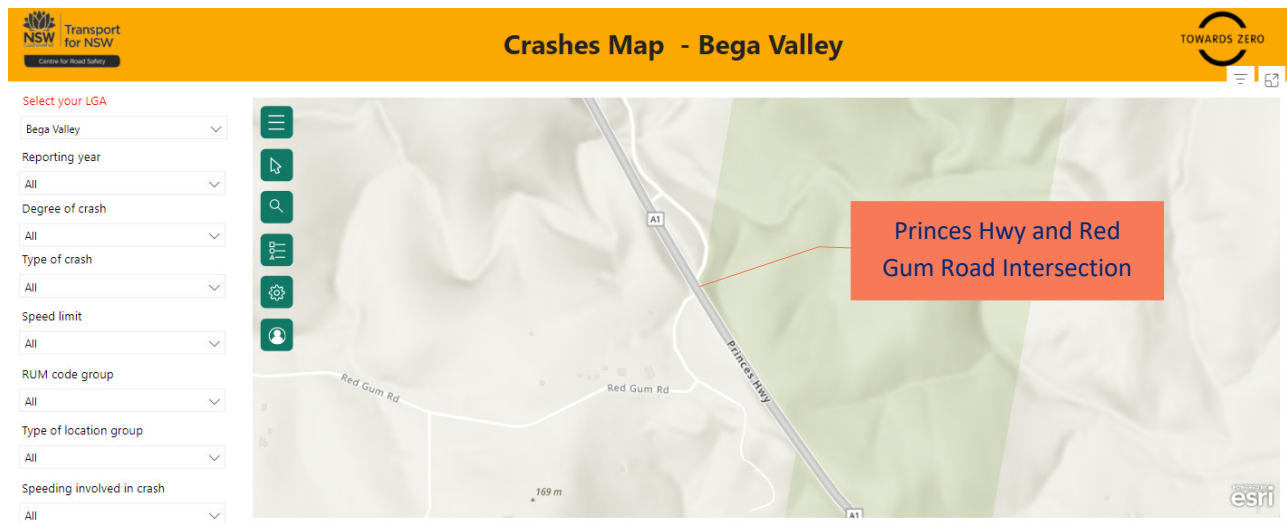 NSW
Transport
for NSW
Centre for Road Safety
Crashes Map - Bega Valley
TOWARDS ZERO
Select your LGA
Bega Valley
Reporting year
All
Degree of crash
All
Type of crash
All
Speed limit
All
RUM code group
All
Type of location group
All
Speeding involved in crash
All
A1
Princes Hwy and Red
Gum Road Intersection
Princes Hwy
Red Gum Rd
Red Gum Rd
169 m
A1
POWERED BY
esri